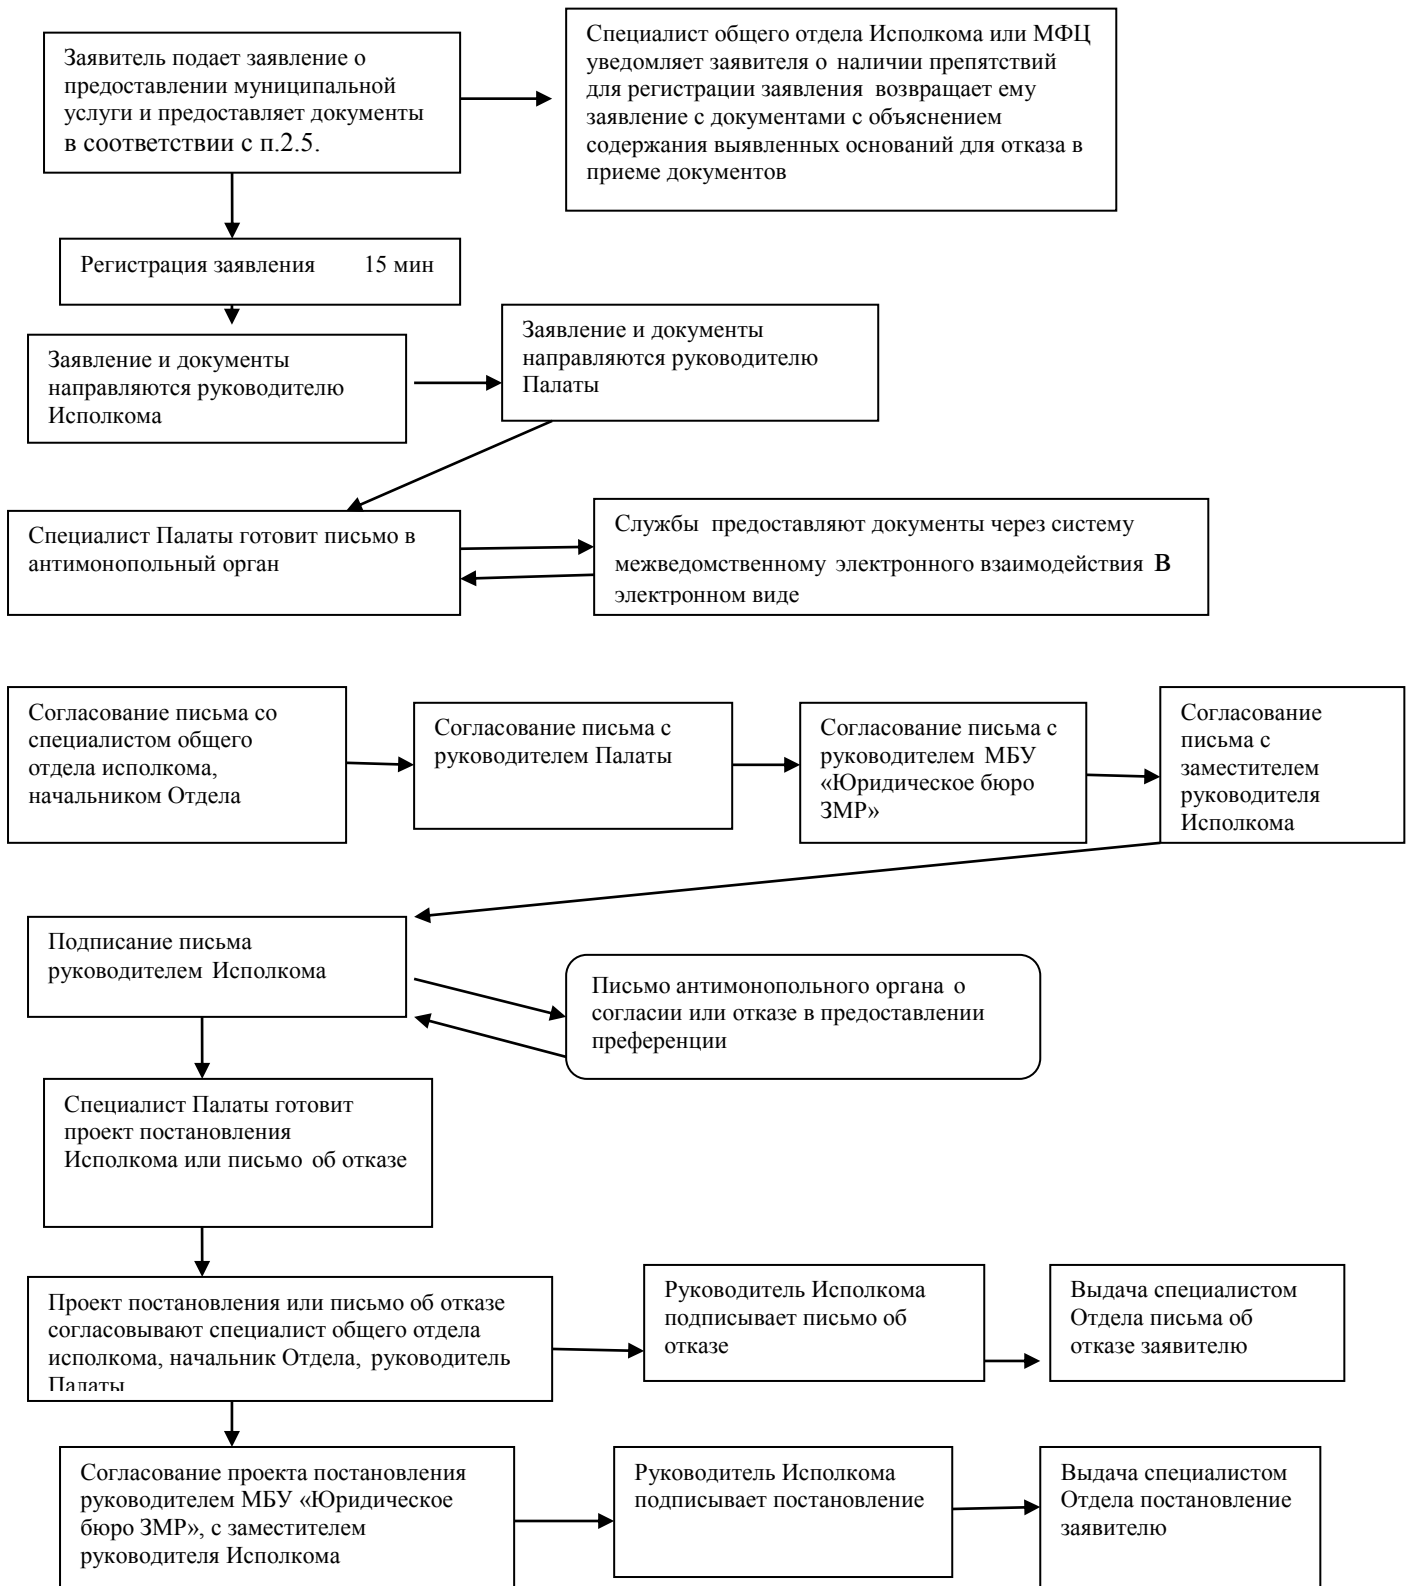 Заявитель подает заявление о
предоставлении муниципальной
услуги и предоставляет документы
в соответствии с п.2.5.
Специалист общего отдела Исполкома или МФЦ
уведомляет заявителя о наличии препятствий
для регистрации заявления возвращает ему
заявление с документами с объяснением
содержания выявленных оснований для отказа в
приеме документов
Регистрация заявления 15 мин
Заявление и документы
направляются руководителю
Исполкома
Заявление и документы
направляются руководителю
Палаты
Специалист Палаты готовит письмо в
антимонопольный орган
Службы предоставляют документы через систему
межведомственному электронного взаимодействия в
электронном виде
Согласование письма со
специалистом общего
отдела исполкома,
начальником Отдела
Согласование письма с
руководителем Палаты
Согласование письма с
руководителем МБУ
«Юридическое бюро
ЗМР»
Согласование
письма с
заместителем
руководителя
Исполкома
Подписание письма
руководителем Исполкома
Письмо антимонопольного органа о
согласии или отказе в предоставлении
преференции
Специалист Палаты готовит
проект постановления
Исполкома или письмо об отказе
Проект постановления или письмо об отказе
согласовывают специалист общего отдела
исполкома, начальник Отдела, руководитель
Палаты
Руководитель Исполкома
подписывает письмо об
отказе
Выдача специалистом
Отдела письма об
отказе заявителю
Согласование проекта постановления
руководителем МБУ «Юридическое
бюро ЗМР», с заместителем
руководителя Исполкома
Руководитель Исполкома
подписывает постановление
Выдача специалистом
Отдела постановление
заявителю